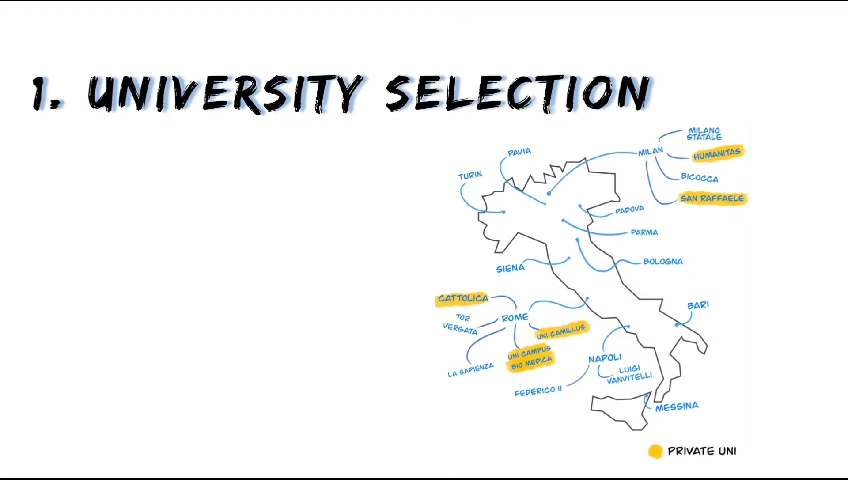 1. UNIVERSITY SELECTION
MILANO
STATALE
PAVIA
MILAN
HUMANITAS
TURIN
BICOCCA
SAN RAFFAELE
PADOVA
PARMA
BOLOGNA
SIENA
CATTOLICA
BARI
TOR
VERGATA
ROME
UNI CAMILLUS
UNI CAMPUS
BIO MEDICA
NAPOLI
LA SAPIENZA
LUIGI
VANVITELLI
FEDERICO II
MESSINA
PRIVATE UNI